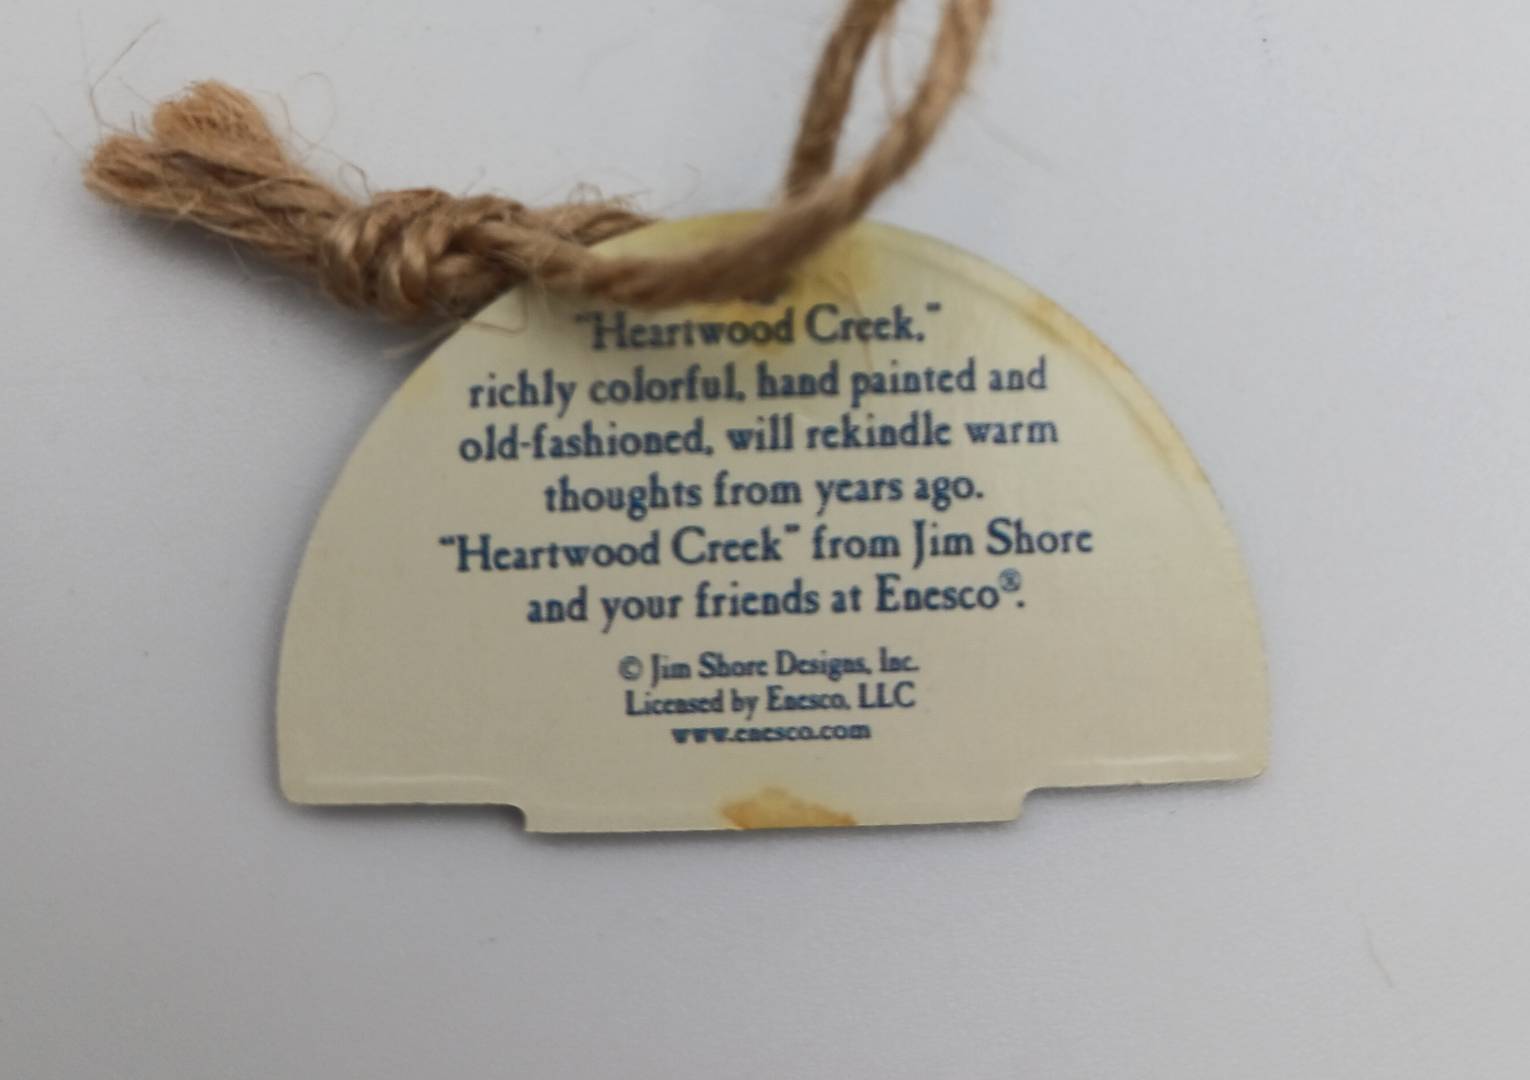 "Heartwood Creek,"
richly colorful, hand painted and
old-fashioned, will rekindle warm
thoughts from years ago.
"Heartwood Creek" from Jim Shore
and your friends at Enesco®.
© Jim Shore Designs, Inc.
Licensed by Enesco, LLC
www.enesco.com